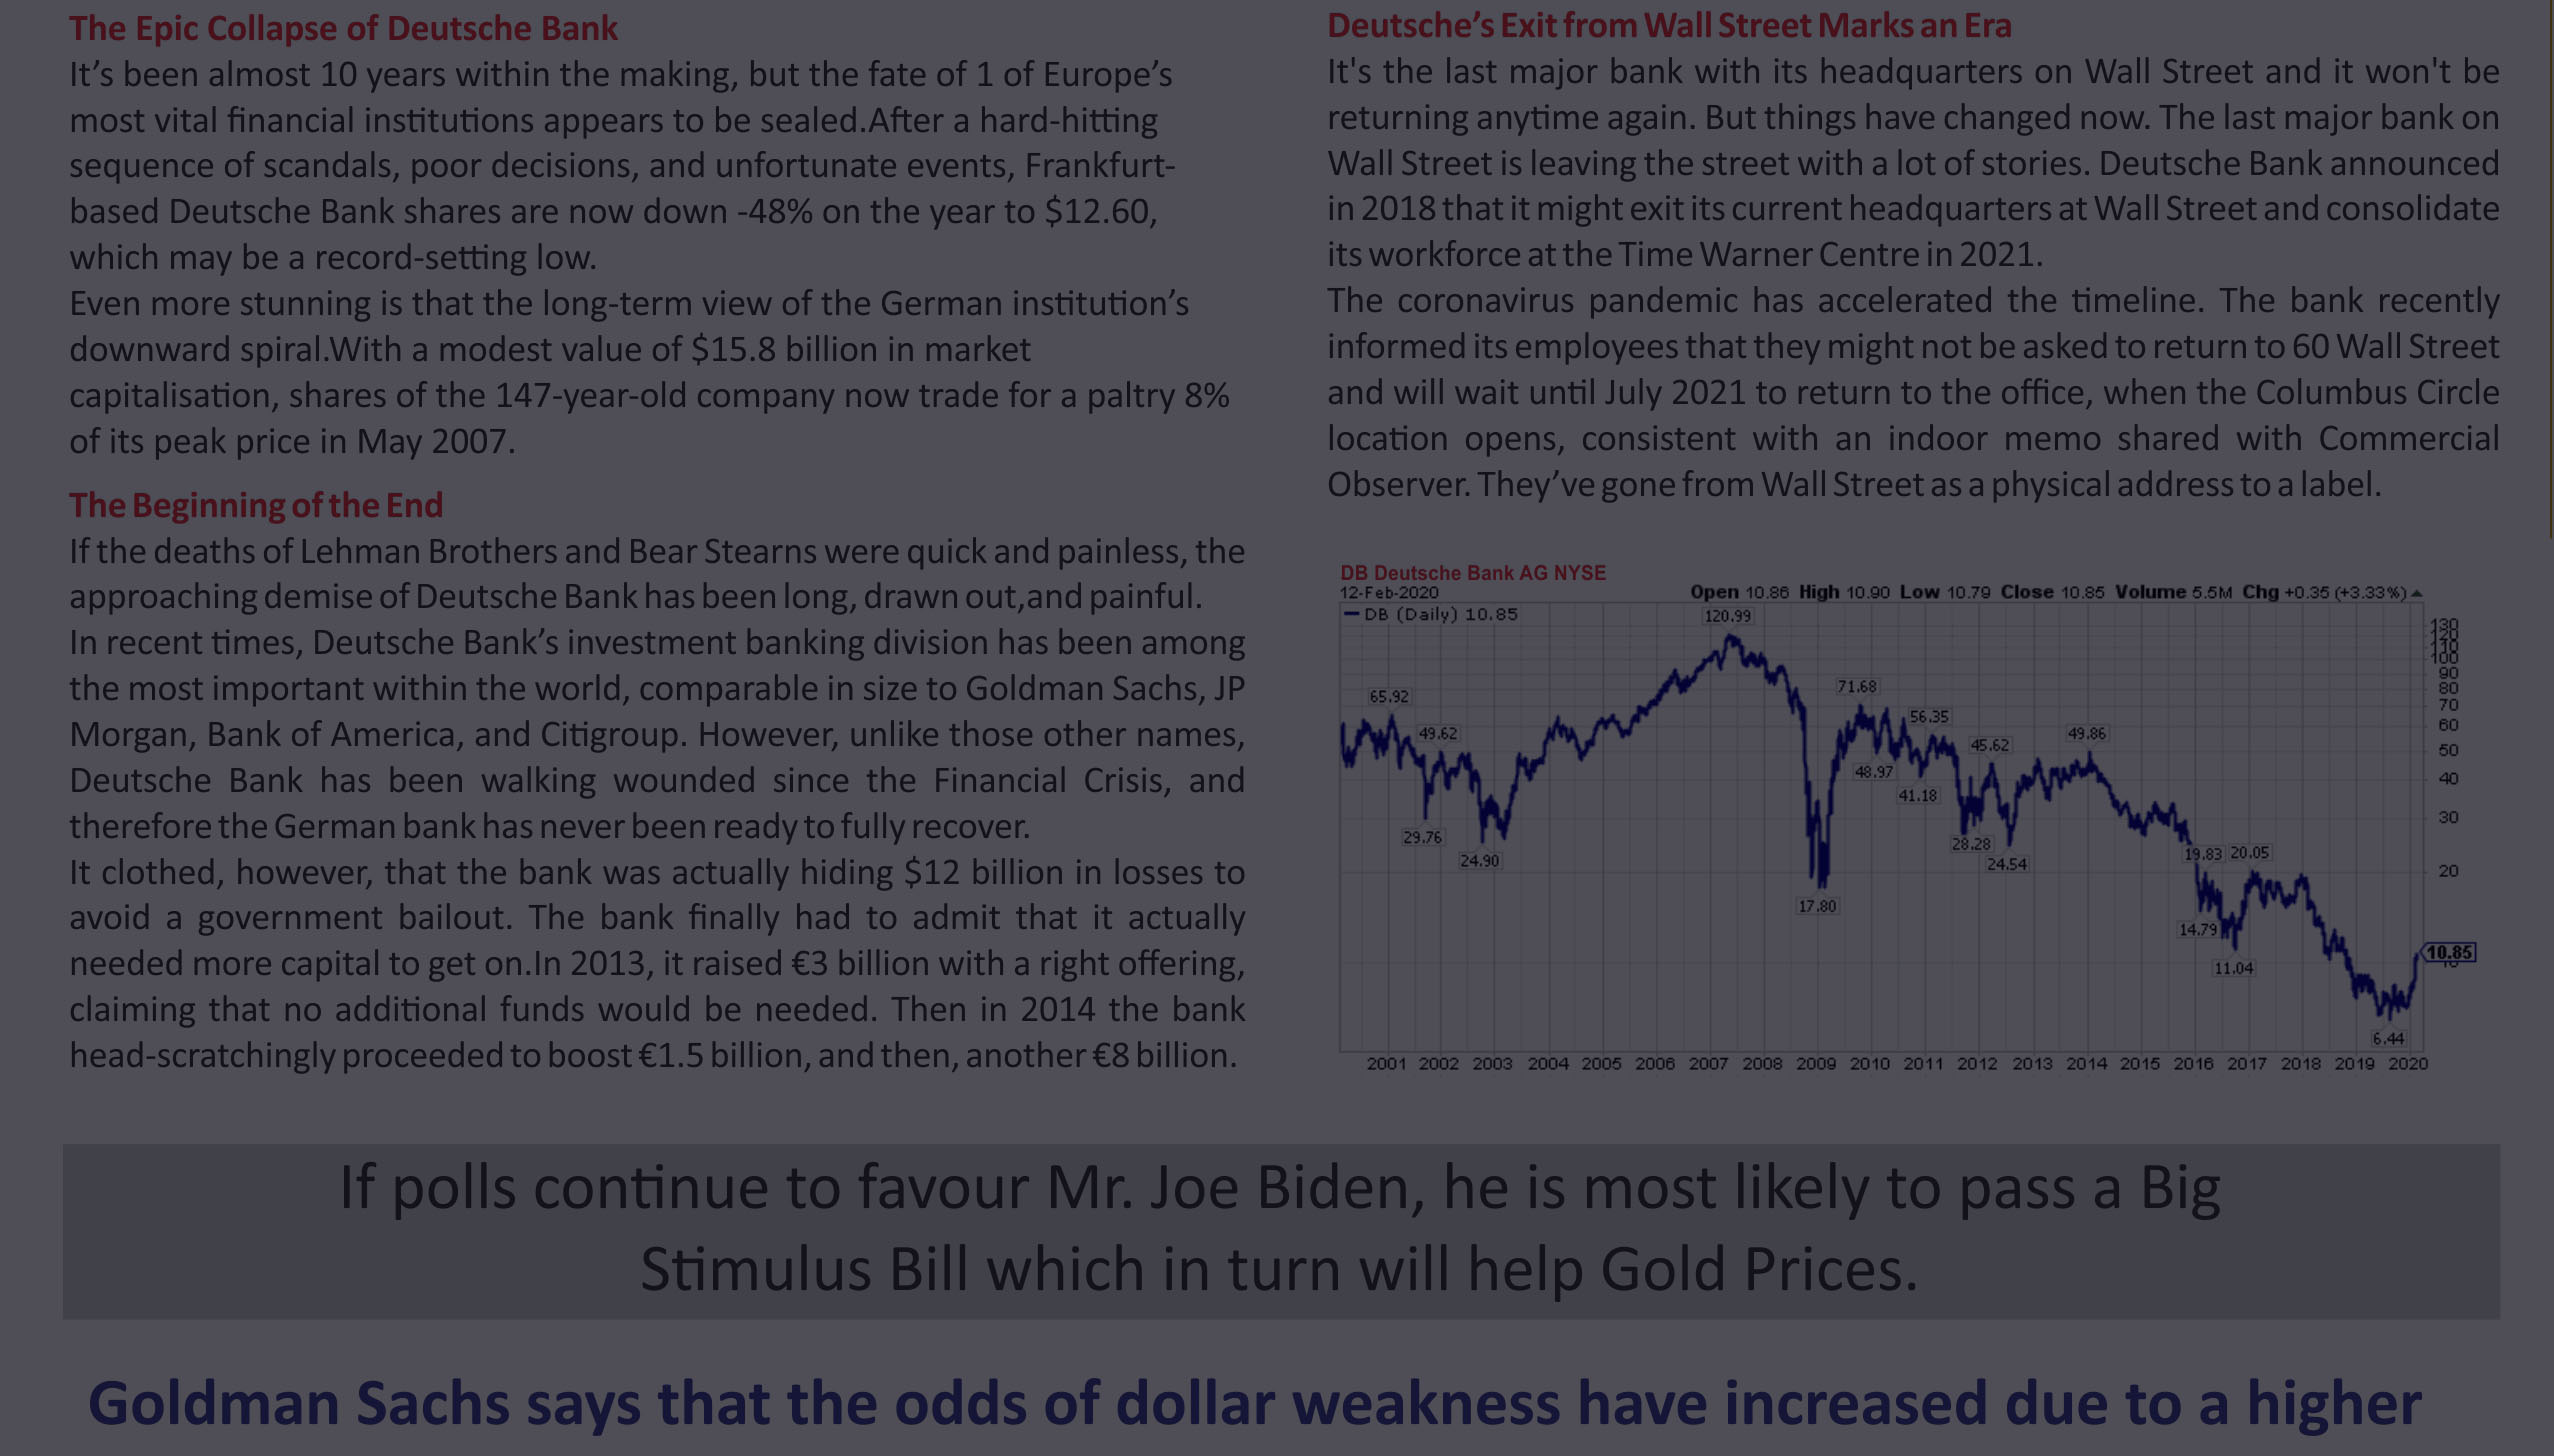 The Epic Collapse of Deutsche Bank
It’s been almost 10 years within the making, but the fate of 1 of Europe’s
most vital financial institutions appears to be sealed.After a hard-hitting
sequence of scandals, poor decisions, and unfortunate events, Frankfurt-
based Deutsche Bank shares are now down -48% on the year to $12.60,
which may be a record-setting low.
Even more stunning is that the long-term view of the German institution’s
downward spiral.With a modest value of $15.8 billion in market
capitalisation, shares of the 147-year-old company now trade for a paltry 8%
of its peak price in May 2007.
The Beginning of the End
If the deaths of Lehman Brothers and Bear Stearns were quick and painless, the
approaching demise of Deutsche Bank has been long, drawn out,and painful.
In recent times, Deutsche Bank’s investment banking division has been among
the most important within the world, comparable in size to Goldman Sachs, JP
Morgan, Bank of America, and Citigroup. However, unlike those other names,
Deutsche Bank has been walking wounded since the Financial Crisis, and
therefore the German bank has never been ready to fully recover.
It clothed, however, that the bank was actually hiding $12 billion in losses to
avoid a government bailout. The bank finally had to admit that it actually
needed more capital to get on.In 2013, it raised €3 billion with a right offering,
claiming that no additional funds would be needed. Then in 2014 the bank
head-scratchingly proceeded to boost €1.5 billion, and then, another €8 billion.
Deutsche’s Exit from Wall Street Marks an Era
It's the last major bank with its headquarters on Wall Street and it won't be
returning anytime again. But things have changed now. The last major bank on
Wall Street is leaving the street with a lot of stories. Deutsche Bank announced
in 2018 that it might exit its current headquarters at Wall Street and consolidate
its workforce at the Time Warner Centre in 2021.
The coronavirus pandemic has accelerated the timeline. The bank recently
informed its employees that they might not be asked to return to 60 Wall Street
and will wait until July 2021 to return to the office, when the Columbus Circle
location opens, consistent with an indoor memo shared with Commercial
Observer. They’ve gone from Wall Street as a physical address to a label.
DB Deutsche Bank AG NYSE
12-Feb-2020 Open 10.86 High 10.90 Low 10.79 Close 10.85 Volume 5.5M Chg +0.35 (+3.33%)
DB (Daily) 10.85
120.99
130
120
110
100
90
80
70
60
50
40
30
20
10
10.85
65.92
49.62
29.76
24.90
17.80
71.68
48.97
56.35
41.18
45.62
28.28
24.54
49.86
19.83 20.05
14.79
11.04
6.44
2001 2002 2003 2004 2005 2006 2007 2008 2009 2010 2011 2012 2013 2014 2015 2016 2017 2018 2019 2020
If polls continue to favour Mr. Joe Biden, he is most likely to pass a Big
Stimulus Bill which in turn will help Gold Prices.
Goldman Sachs says that the odds of dollar weakness have increased due to a higher